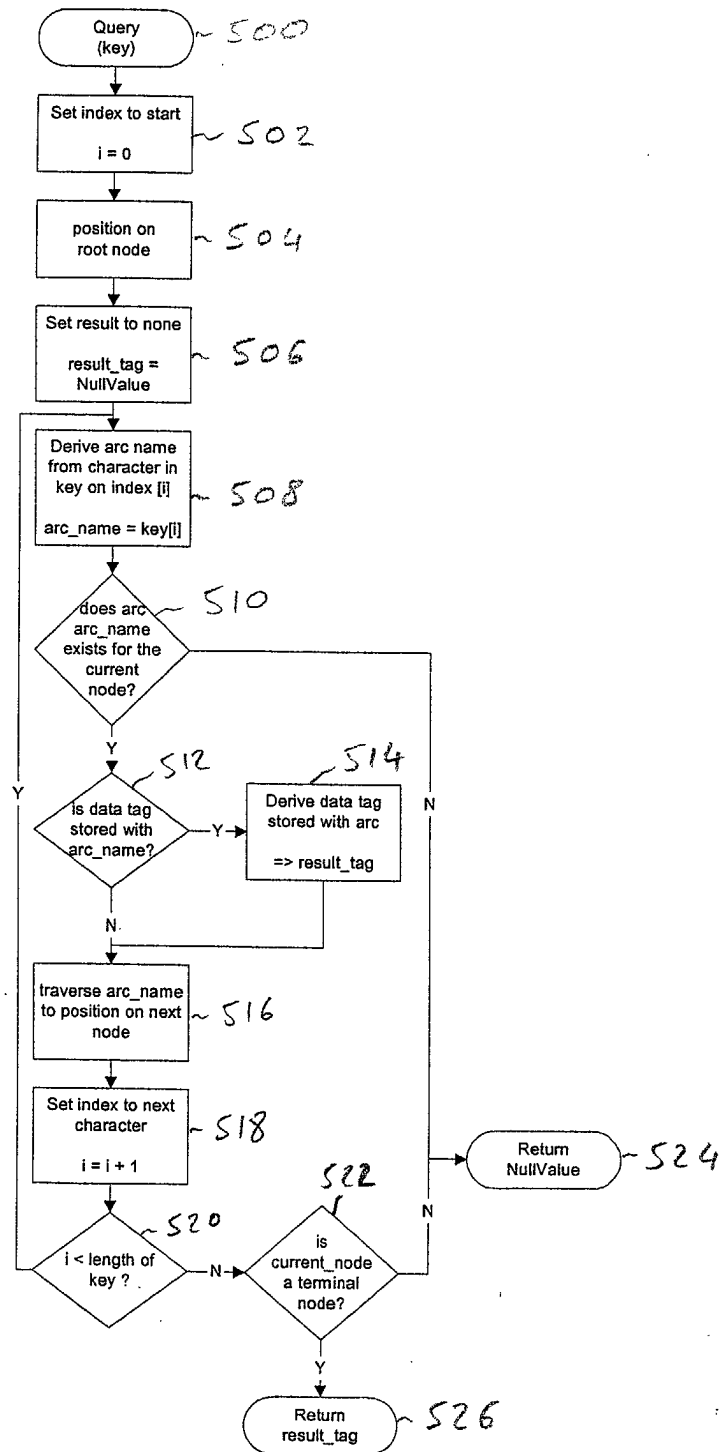 Query
(key)
500
Set index to start
i = 0
502
position on
root node
504
Set result to none
result_tag =
NullValue
506
Derive arc name
from character in
key on index [i]
arc_name = key[i]
508
does arc
arc_name
exists for the
current
node?
510
Y
N
Y
is data tag
stored with
arc_name?
512
Y
Derive data tag
stored with arc
=> result_tag
514
N
traverse arc_name
to position on next
node
516
Set index to next
character
i = i + 1
518
i < length of
key ?
520
N
is
current_node
a terminal
node?
522
N
Return
NullValue
524
Y
Return
result_tag
526